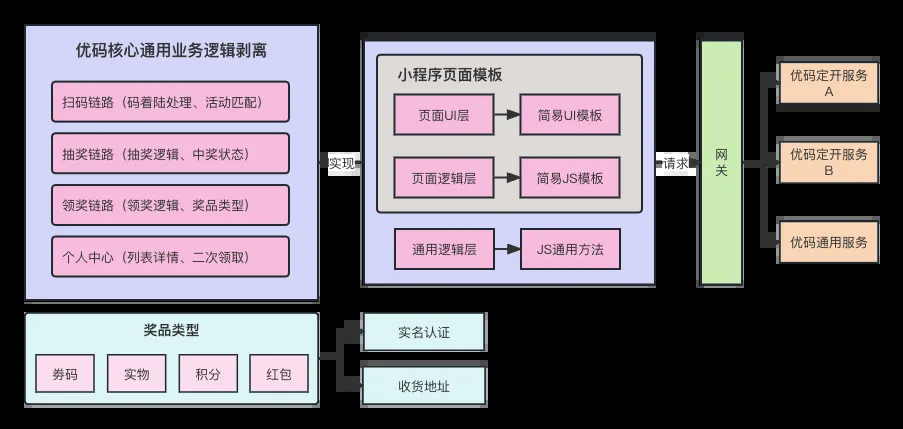 优码核心通用业务逻辑剥离
扫码链路（码着陆处理、活动匹配）
抽奖链路（抽奖逻辑、中奖状态）
领奖链路（领奖逻辑、奖品类型）
个人中心（列表详情、二次领取）
实现
小程序页面模板
页面UI层
简易UI模板
页面逻辑层
简易JS模板
通用逻辑层
JS通用方法
请求
网
关
优码定开服务
A
优码定开服务
B
优码通用服务
奖品类型
券码
实物
积分
红包
实名认证
收货地址